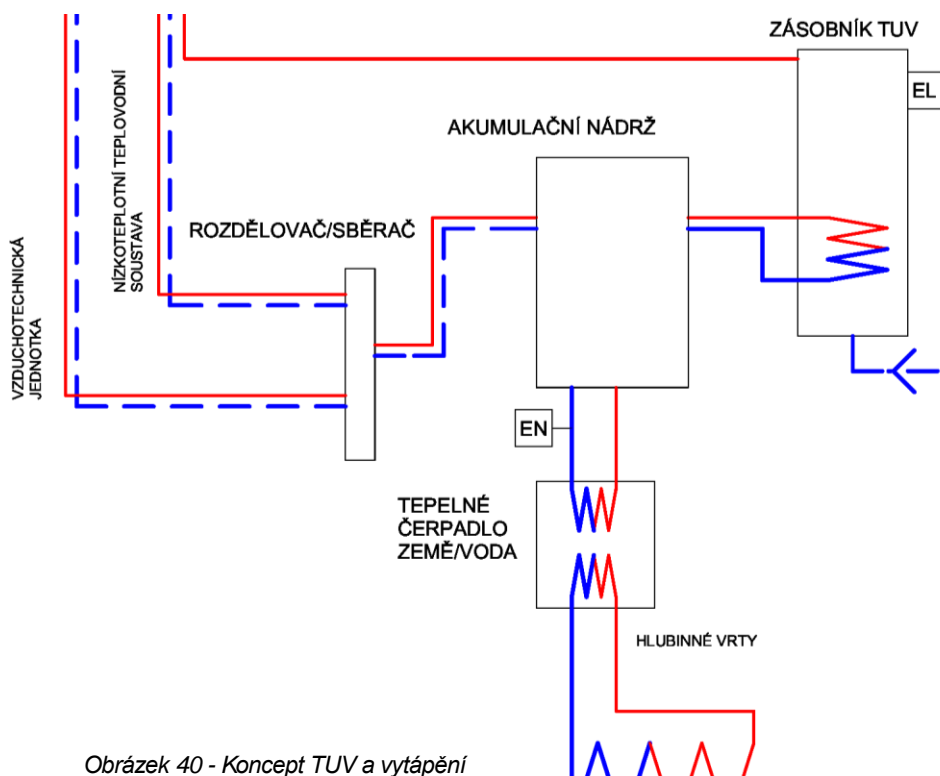 ZÁSOBNÍK TUV
EL
AKUMULAČNÍ NÁDRŽ
ROZDĚLOVAČ/SBĚRAČ
NÍZKOTEPLOTNÍ TEPLOVODNÍ
SOUSTAVA
VZDUCHOTECHNICKÁ
JEDNOTKA
EN
TEPELNÉ
ČERPADLO
ZEMĚ/VODA
HLUBINNÉ VRTY
Obrázek 40 - Koncept TUV a vytápění